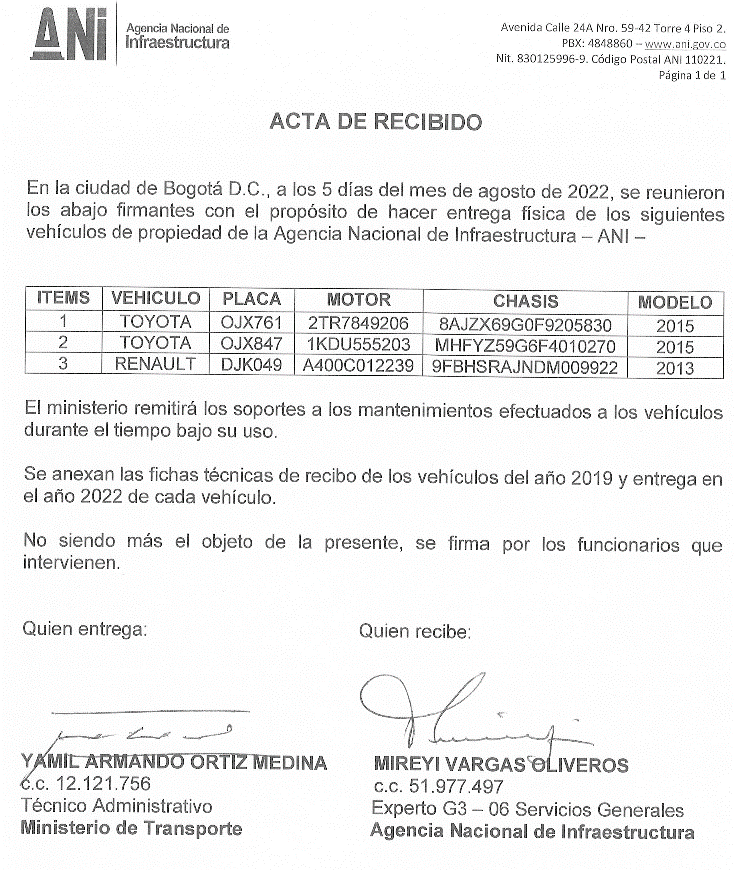 ANi
Agencia Nacional de
Infraestructura
Avenida Calle 24A Nro. 59-42 Torre 4 Piso 2.
PBX: 4848860 – www.ani.gov.co
Nit. 830125996-9. Código Postal ANI 110221.
Página 1 de 1
ACTA DE RECIBIDO
En la ciudad de Bogotá D.C., a los 5 días del mes de agosto de 2022, se reunieron
los abajo firmantes con el propósito de hacer entrega física de los siguientes
vehículos de propiedad de la Agencia Nacional de Infraestructura – ANI –
ITEMS VEHICULO PLACA MOTOR CHASIS MODELO
1 TOYOTA OJX761 2TR7849206 8AJZX69G0F9205830 2015
2 TOYOTA OJX847 1KDU555203 MHFYZ59G6F4010270 2015
3 RENAULT DJK049 A400C012239 9FBHSRAJNDM009922 2013
El ministerio remitirá los soportes a los mantenimientos efectuados a los vehículos
durante el tiempo bajo su uso.
Se anexan las fichas técnicas de recibo de los vehículos del año 2019 y entrega en
el año 2022 de cada vehículo.
No siendo más el objeto de la presente, se firma por los funcionarios que
intervienen.
Quien entrega: Quien recibe:
YAMIL ARMANDO ORTIZ MEDINA MIREYI VARGAS OLIVEROS
c.c. 12.121.756 c.c. 51.977.497
Técnico Administrativo Experto G3 – 06 Servicios Generales
Ministerio de Transporte Agencia Nacional de Infraestructura